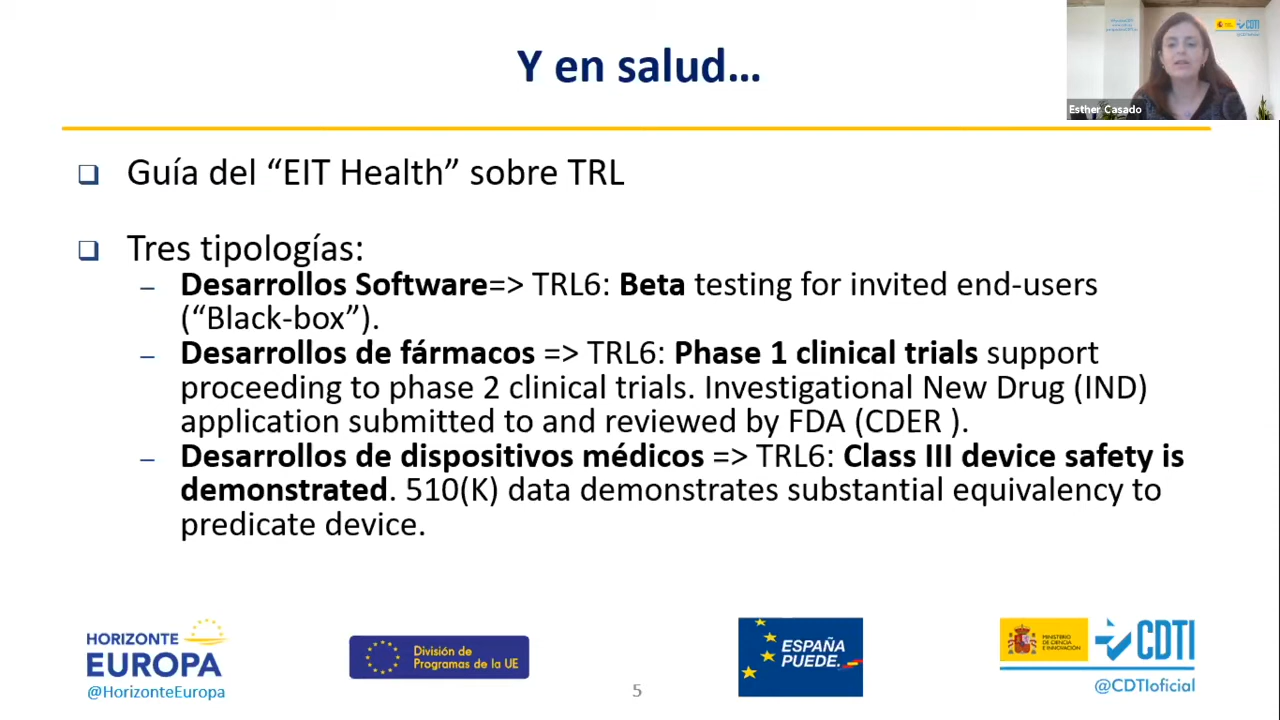 Y en salud...
Esther Casado
CDTI
Guía del “EIT Health” sobre TRL
Tres tipologías:
– Desarrollos Software=> TRL6: Beta testing for invited end-users
(“Black-box”).
– Desarrollos de fármacos => TRL6: Phase 1 clinical trials support
proceeding to phase 2 clinical trials. Investigational New Drug (IND)
application submitted to and reviewed by FDA (CDER ).
– Desarrollos de dispositivos médicos => TRL6: Class III device safety is
demonstrated. 510(K) data demonstrates substantial equivalency to
predicate device.
HORIZONTE
EUROPA
@HorizonteEuropa
División de
Programas de la UE
5
ESPAÑA
PUEDE.
MINISTERIO
DE CIENCIA
E INNOVACIÓN
CDTI
@CDTIoficial